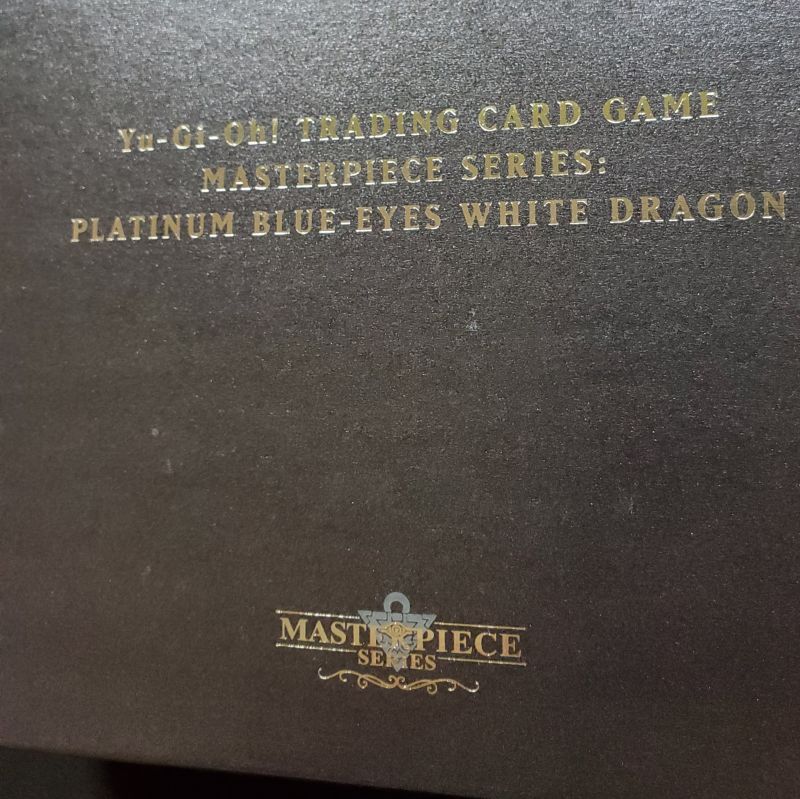 Yu-Gi-Oh! TRADING CARD GAME
MASTERPIECE SERIES:
PLATINUM BLUE-EYES WHITE DRAGON
MASTERPIECE
SERIES